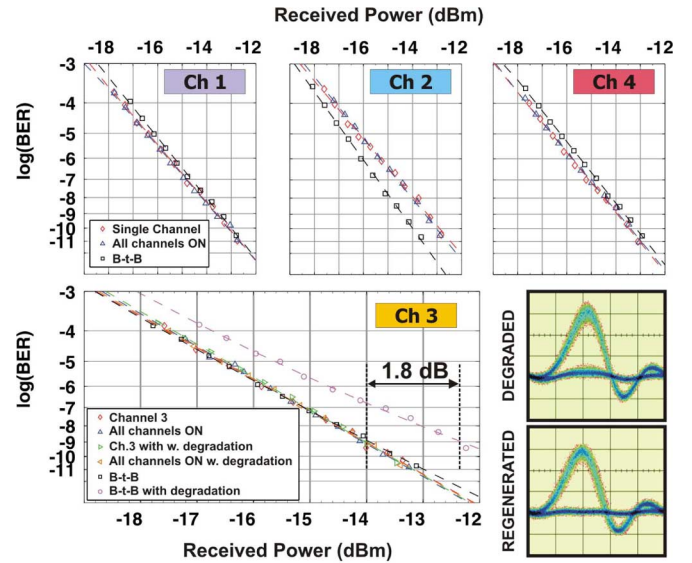 Received Power (dBm)
-18 -16 -14 -12 -18 -16 -14 -12 -18 -16 -14 -12
-3
-4
-5
-6
-7
-8
-9
-10
-11
log(BER)
Ch 1
Ch 2
Ch 4
Single Channel
All channels ON
B-t-B
-3
-4
-5
-6
-7
-8
-9
-10
-11
log(BER)
Ch 3
1.8 dB
Channel 3
All channels ON
Ch.3 with w. degradation
All channels ON w. degradation
B-t-B
B-t-B with degradation
-18 -17 -16 -15 -14 -13 -12
Received Power (dBm)
DEGRADED
REGENERATED